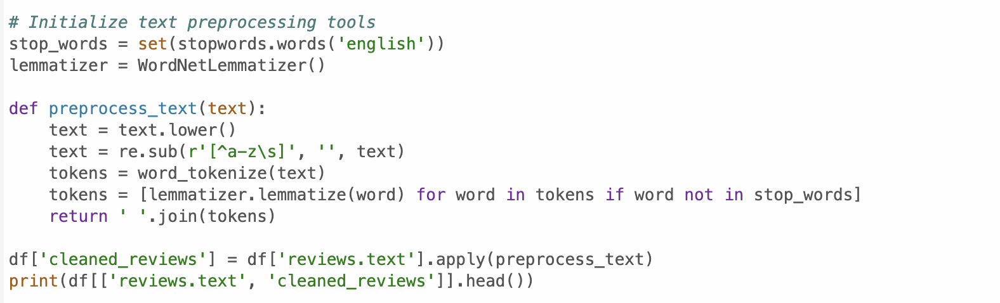 # Initialize text preprocessing tools
stop_words = set(stopwords.words('english'))
lemmatizer = WordNetLemmatizer()

def preprocess_text(text):
    text = text.lower()
    text = re.sub(r'[^a-z\s]', '', text)
    tokens = word_tokenize(text)
    tokens = [lemmatizer.lemmatize(word) for word in tokens if word not in stop_words]
    return ' '.join(tokens)

df['cleaned_reviews'] = df['reviews.text'].apply(preprocess_text)
print(df[['reviews.text', 'cleaned_reviews']].head())